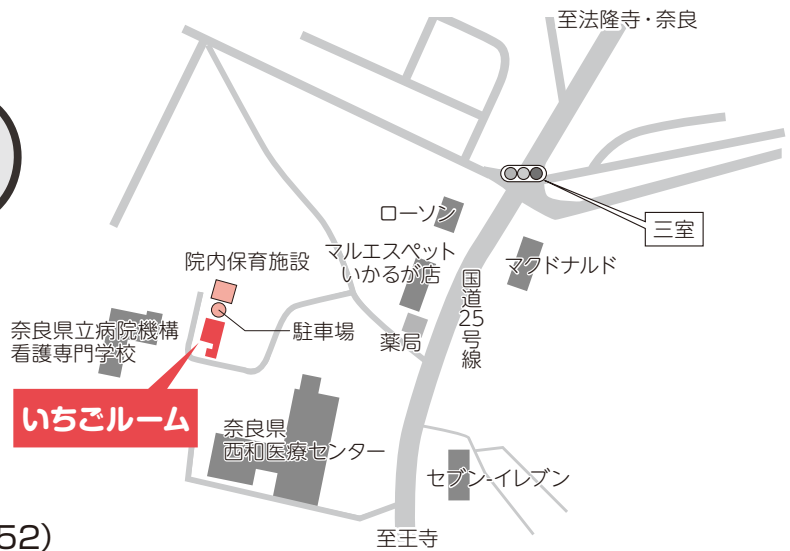 至法隆寺・奈良
三室
ローソン
マルエスペット
いかるが店
マクドナルド
院内保育施設
国道25号線
駐車場
薬局
奈良県立病院機構
看護専門学校
いちごルーム
奈良県
西和医療センター
セブン-イレブン
至王寺
52)